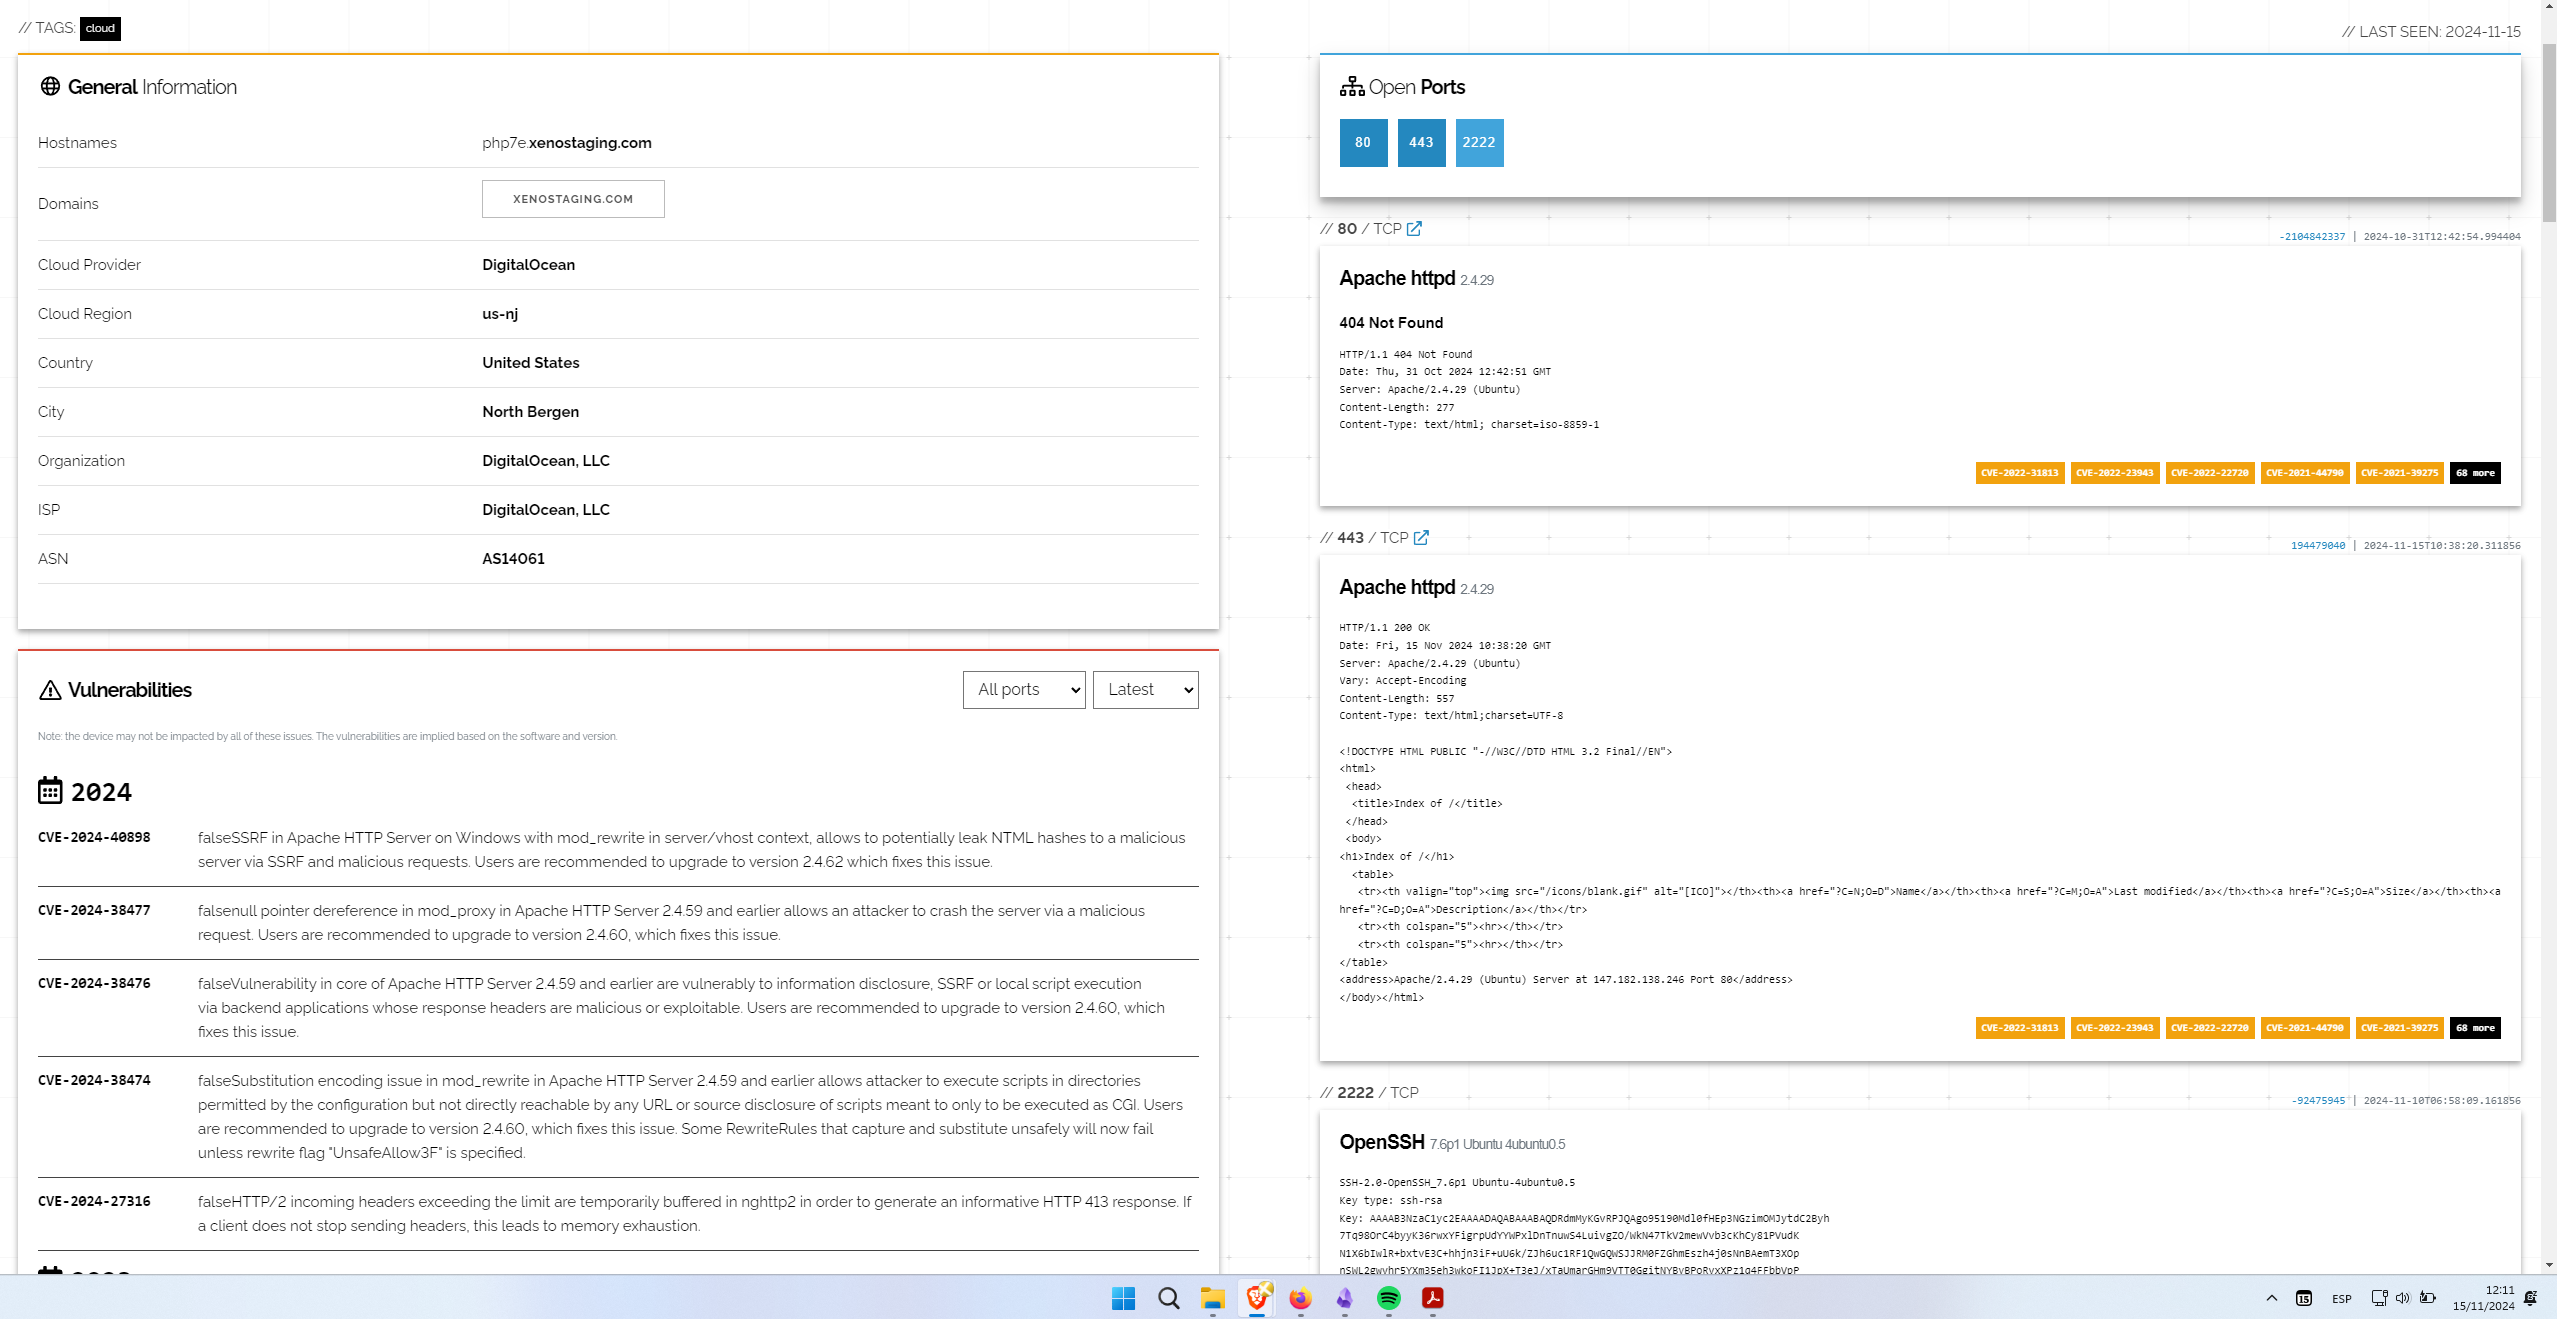 // TAGS: cloud
// LAST SEEN: 2024-11-15
General Information
Hostnames
php7e.xenostaging.com
Domains
XENOSTAGING.COM
Cloud Provider
DigitalOcean
Cloud Region
us-nj
Country
United States
City
North Bergen
Organization
DigitalOcean, LLC
ISP
DigitalOcean, LLC
ASN
AS14061
Vulnerabilities
All ports
Latest
Note: the device may not be impacted by all of these issues. The vulnerabilities are implied based on the software and version.
2024
CVE-2024-40898
falseSSRF in Apache HTTP Server on Windows with mod_rewrite in server/vhost context, allows to potentially leak NTML hashes to a malicious
server via SSRF and malicious requests. Users are recommended to upgrade to version 2.4.62 which fixes this issue.
CVE-2024-38477
falsenull pointer dereference in mod_proxy in Apache HTTP Server 2.4.59 and earlier allows an attacker to crash the server via a malicious
request. Users are recommended to upgrade to version 2.4.60, which fixes this issue.
CVE-2024-38476
falseVulnerability in core of Apache HTTP Server 2.4.59 and earlier are vulnerably to information disclosure, SSRF or local script execution
via backend applications whose response headers are malicious or exploitable. Users are recommended to upgrade to version 2.4.60, which
fixes this issue.
CVE-2024-38474
falseSubstitution encoding issue in mod_rewrite in Apache HTTP Server 2.4.59 and earlier allows attacker to execute scripts in directories
permitted by the configuration but not directly reachable by any URL or source disclosure of scripts meant to only to be executed as CGI. Users
are recommended to upgrade to version 2.4.60, which fixes this issue. Some RewriteRules that capture and substitute unsafely will now fail
unless rewrite flag "UnsafeAllow3F" is specified.
CVE-2024-27316
falseHTTP/2 incoming headers exceeding the limit are temporarily buffered in nghttp2 in order to generate an informative HTTP 413 response. If
a client does not stop sending headers, this leads to memory exhaustion.
Open Ports
80
443
2222
// 80 / TCP
-2104842337 | 2024-10-31T12:42:54.994404
Apache httpd 2.4.29
404 Not Found
HTTP/1.1 404 Not Found
Date: Thu, 31 Oct 2024 12:42:51 GMT
Server: Apache/2.4.29 (Ubuntu)
Content-Length: 277
Content-Type: text/html; charset=iso-8859-1
CVE-2022-31813 CVE-2022-23943 CVE-2022-22720 CVE-2021-44790 CVE-2021-39275 68 more
// 443 / TCP
194479040 | 2024-11-15T10:38:20.311856
Apache httpd 2.4.29
HTTP/1.1 200 OK
Date: Fri, 15 Nov 2024 10:38:20 GMT
Server: Apache/2.4.29 (Ubuntu)
Vary: Accept-Encoding
Content-Length: 557
Content-Type: text/html;charset=UTF-8
<!DOCTYPE HTML PUBLIC "-//W3C//DTD HTML 3.2 Final//EN">
<html>
<head>
<title>Index of /</title>
</head>
<body>
<h1>Index of /</h1>
<table>
<tr><th valign="top"><img src="/icons/blank.gif" alt="[ICO]"></th><th><a href="?C=N;O=D">Name</a></th><th><a href="?C=M;O=A">Last modified</a></th><th><a href="?C=S;O=A">Size</a></th><th><a
href="?C=D;O=A">Description</a></th></tr>
<tr><th colspan="5"><hr></th></tr>
<tr><th colspan="5"><hr></th></tr>
</table>
<address>Apache/2.4.29 (Ubuntu) Server at 147.182.138.246 Port 80</address>
</body></html>
CVE-2022-31813 CVE-2022-23943 CVE-2022-22720 CVE-2021-44790 CVE-2021-39275 68 more
// 2222 / TCP
-92475945 | 2024-11-10T06:58:09.161856
OpenSSH 7.6p1 Ubuntu 4ubuntu0.5
SSH-2.0-OpenSSH_7.6p1 Ubuntu-4ubuntu0.5
Key type: ssh-rsa
Key: AAAAB3NzaC1yc2EAAAADAQABAAABAQDRdmMyKGvRPJQAgo95190Mdl0fHEp3NGzimOMJytdC2Byh
7Tq98OrC4byyK36rwxYFigrpUdYYWPxlDnTnuwS4LuivgZO/WkN47TkV2mewVvb3cKhCy81PVudK
N1X6bIwlR+bxtvE3C+hhjn3iF+uU6k/ZJh6uc1RF1QwGQWSJJRM0FZGhmEszh4j0sNnBAemT3XOp
12:11
ESP
15/11/2024